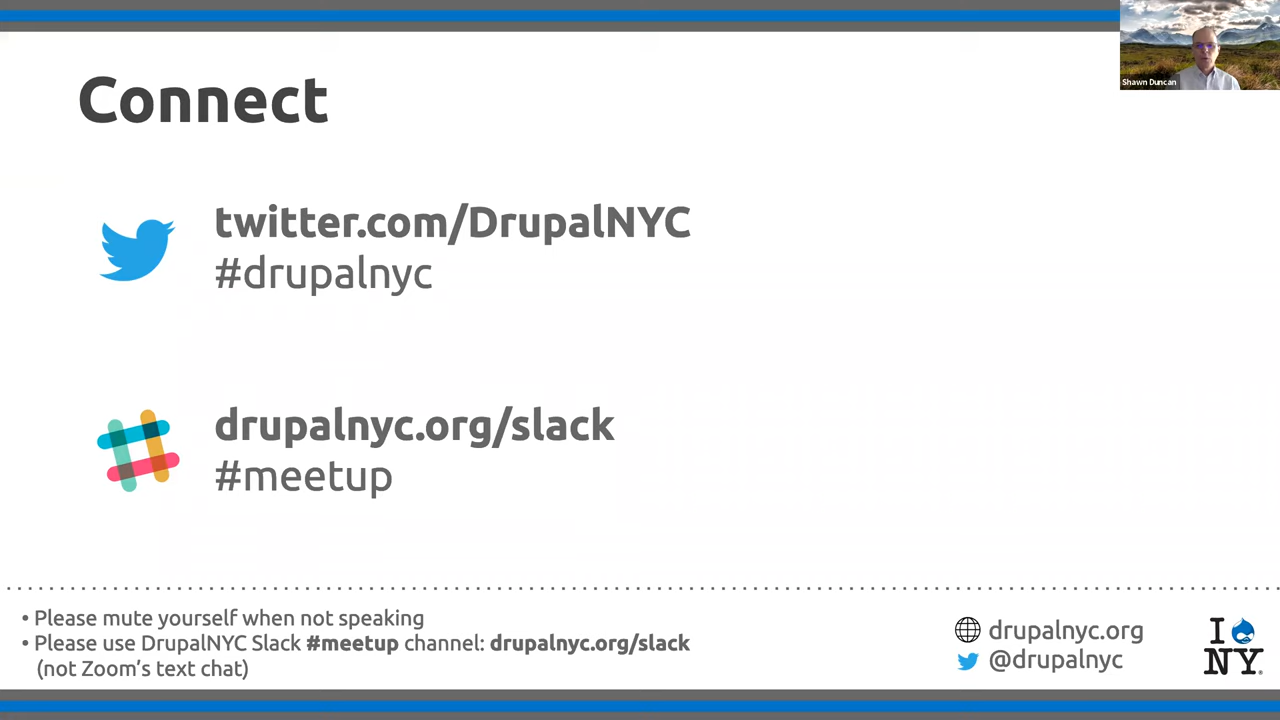 Connect
Shawn Duncan
twitter.com/DrupalNYC
#drupalnyc
drupalnyc.org/slack
#meetup
• Please mute yourself when not speaking
• Please use DrupalNYC Slack #meetup channel: drupalnyc.org/slack
(not Zoom's text chat)
drupalnyc.org
@drupalnyc
I
NY®